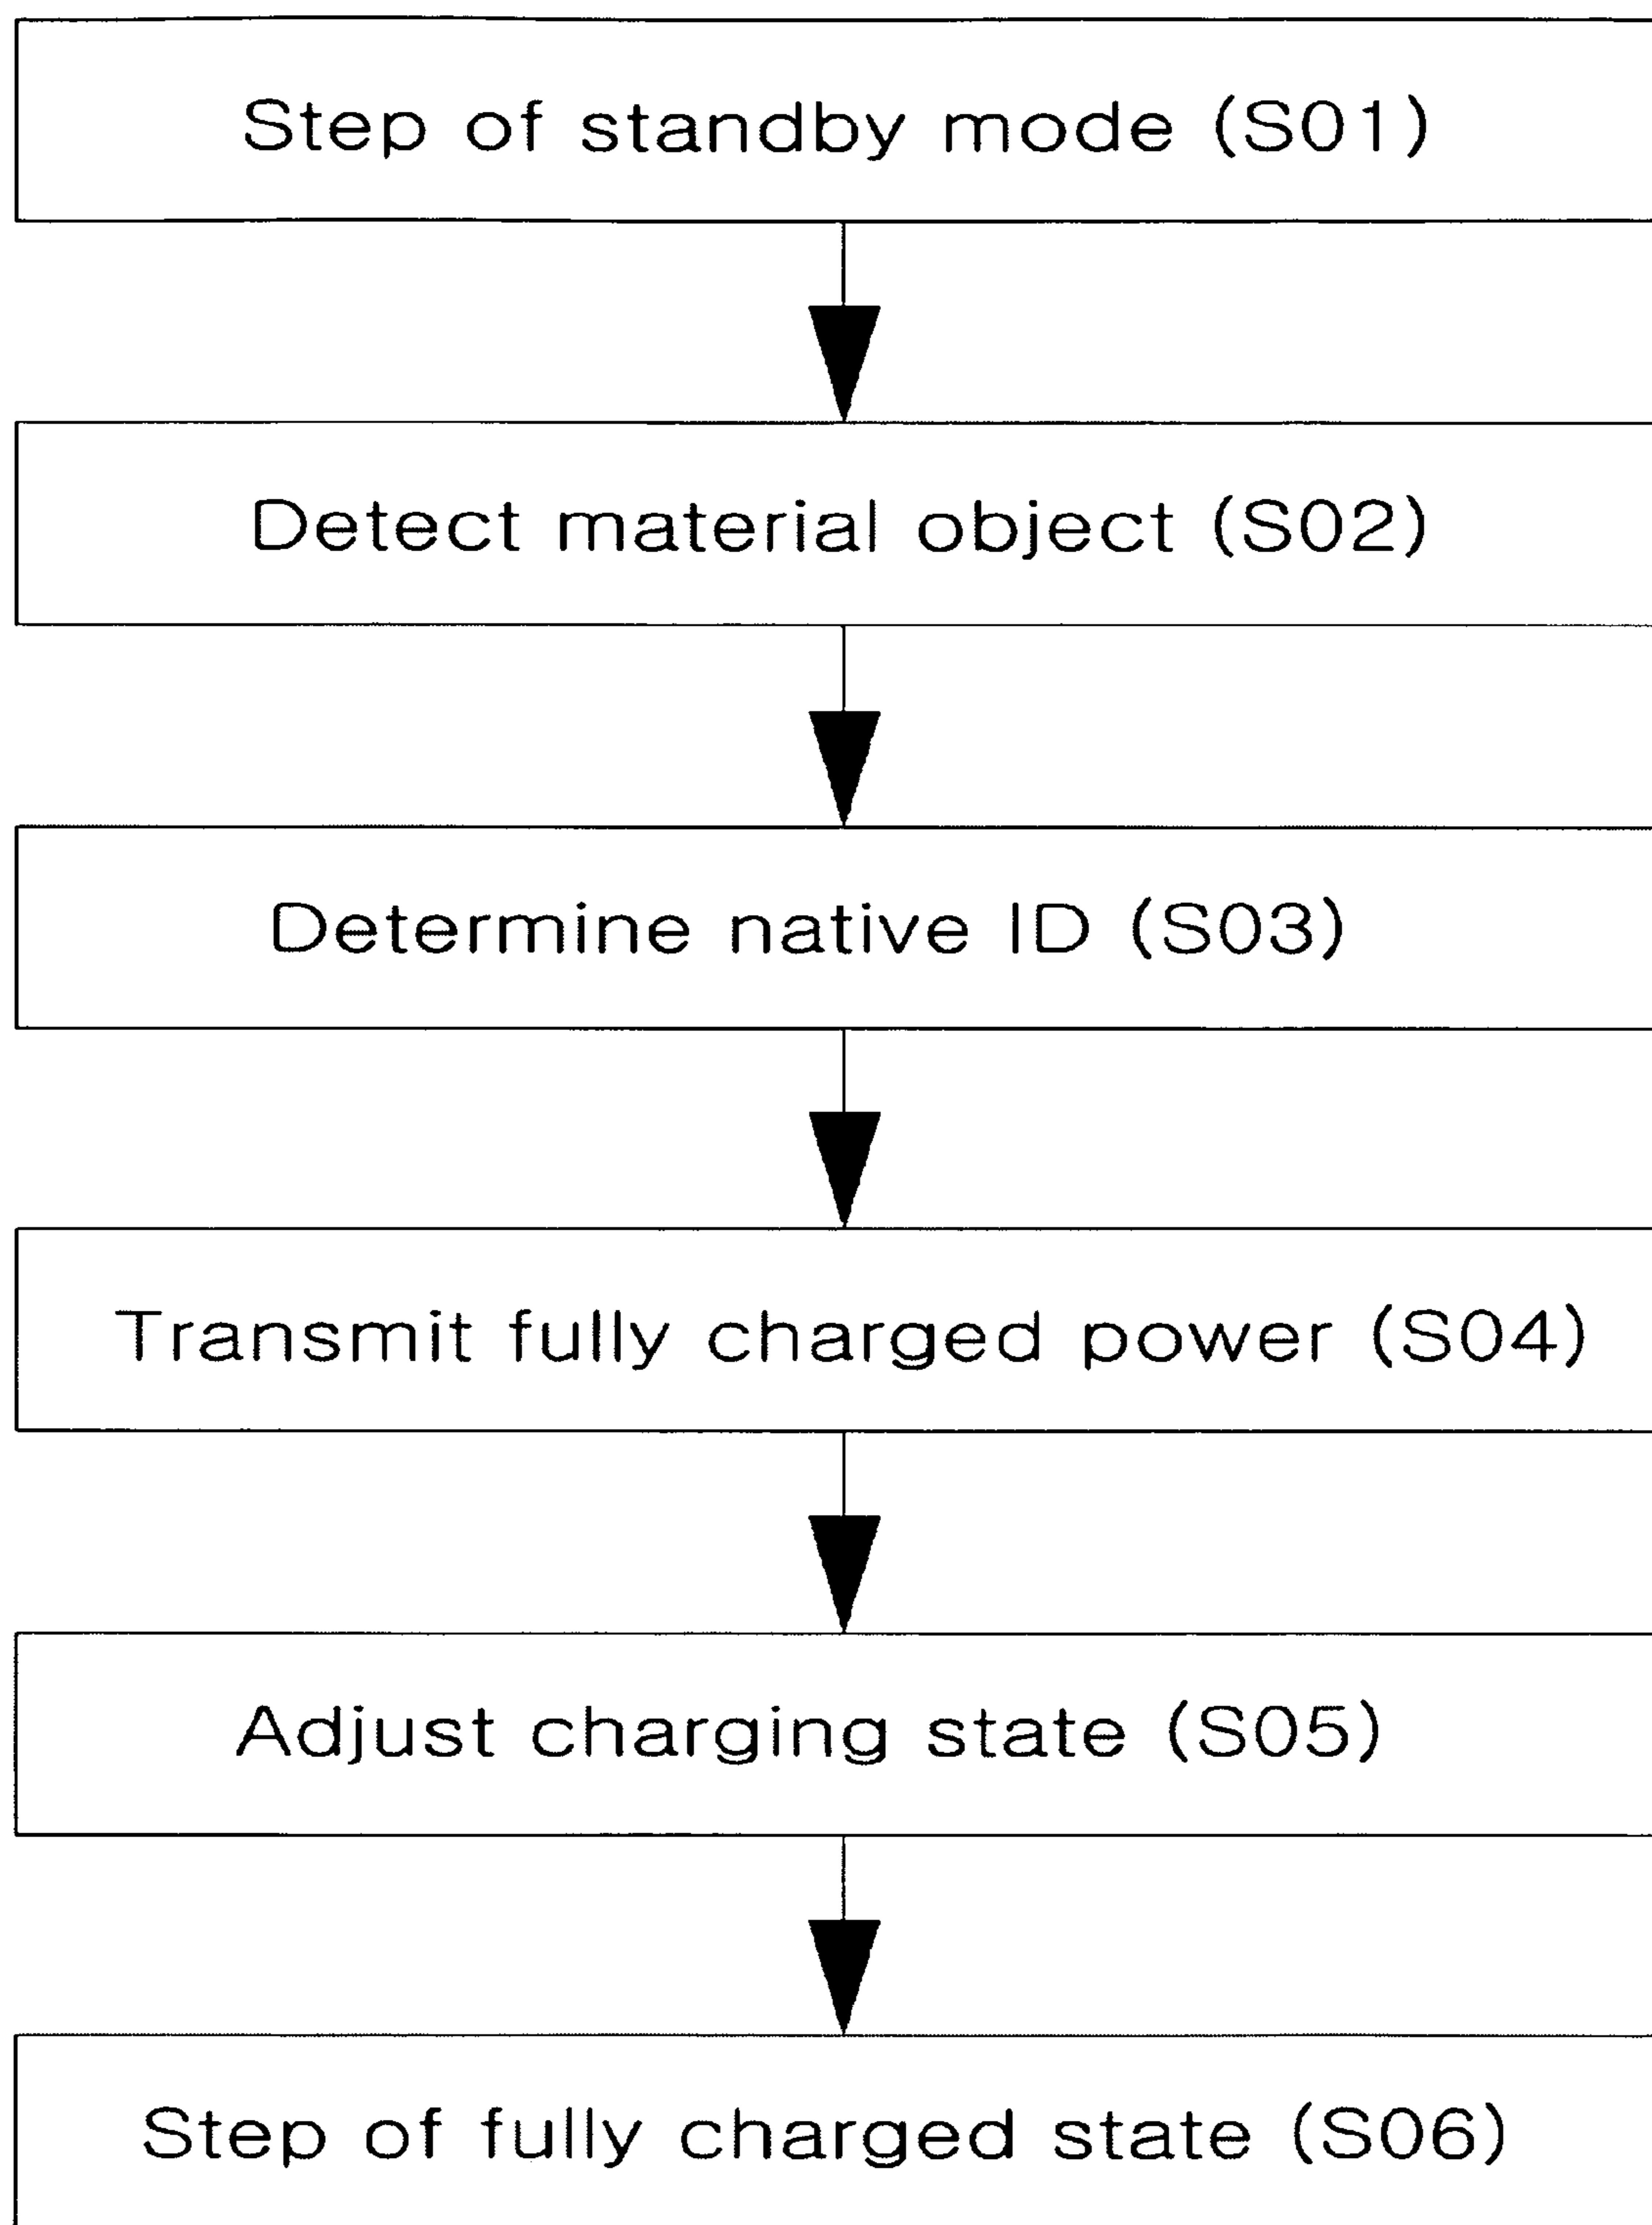 Step of standby mode (S01)
Detect material object (S02)
Determine native ID (S03)
Transmit fully charged power (S04)
Adjust charging state (S05)
Step of fully charged state (S06)